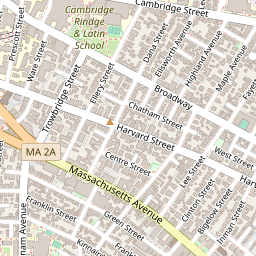 Cambridge Street
Cambridge
Rindge
& Latin
School
Prescott Street
Ware Street
Trowbridge Street
Ellery Street
Dana Street
Ellsworth Avenue
Highland Avenue
Maple Avenue
Broadway
Chatham Street
Harvard Street
West Street
MA 2A
Centre Street
Massachusetts Avenue
Lee Street
Clinton Street
Bigelow Street
Inman Street
Franklin Street
Green Street
Franklin Street